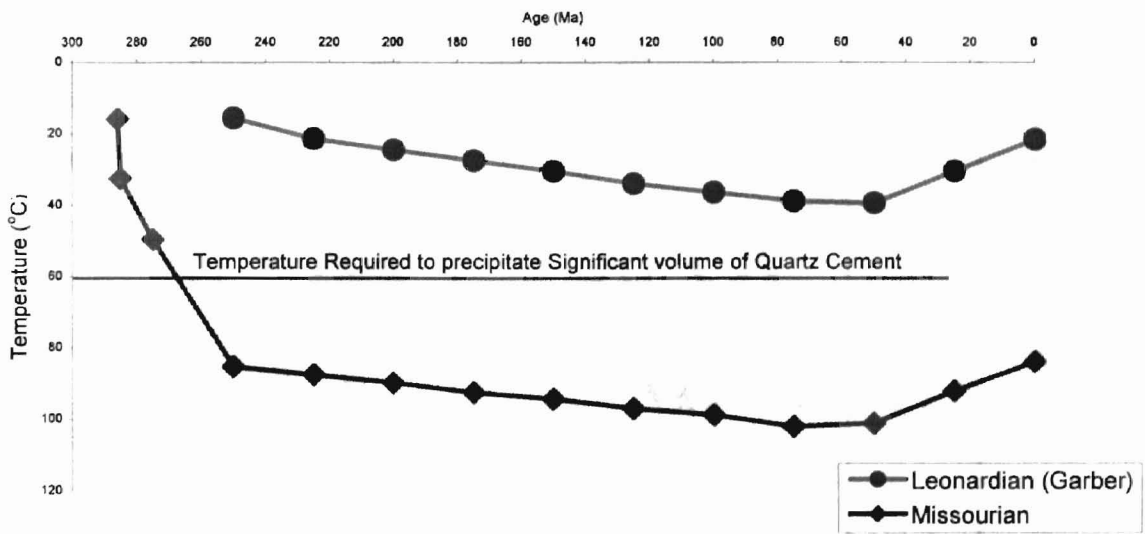 Age (Ma)
300 280 260 240 220 200 180 160 140 120 100 80 60 40 20 0
0
20
40
60
80
100
120
Temperature (°C)
Temperature Required to precipitate Significant volume of Quartz Cement
Leonardian (Garber)
Missourian